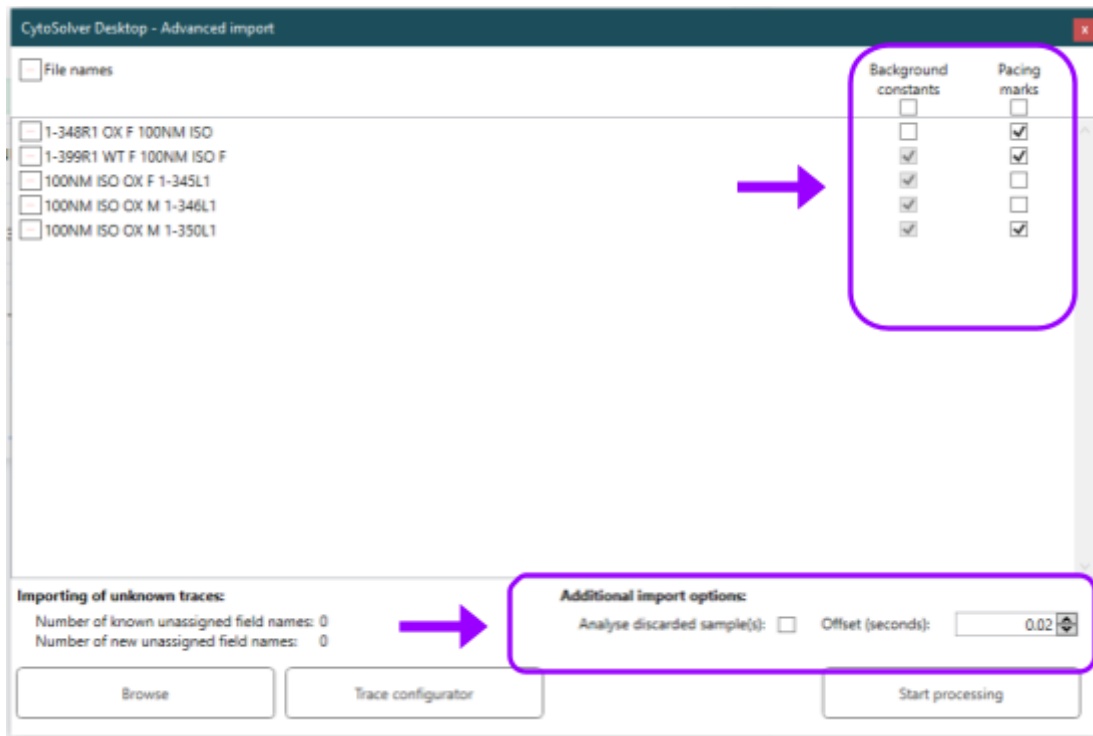 CytoSolver Desktop - Advanced import
x
File names
Background constants
Pacing marks
1-348R1 OX F 100NM ISO
1-399R1 WT F 100NM ISO F
100NM ISO OX F 1-345L1
100NM ISO OX M 1-346L1
100NM ISO OX M 1-350L1
Importing of unknown traces:
Number of known unassigned field names: 0
Number of new unassigned field names: 0
Additional import options:
Analyse discarded sample(s):
Offset (seconds): 0.02
Browse
Trace configurator
Start processing